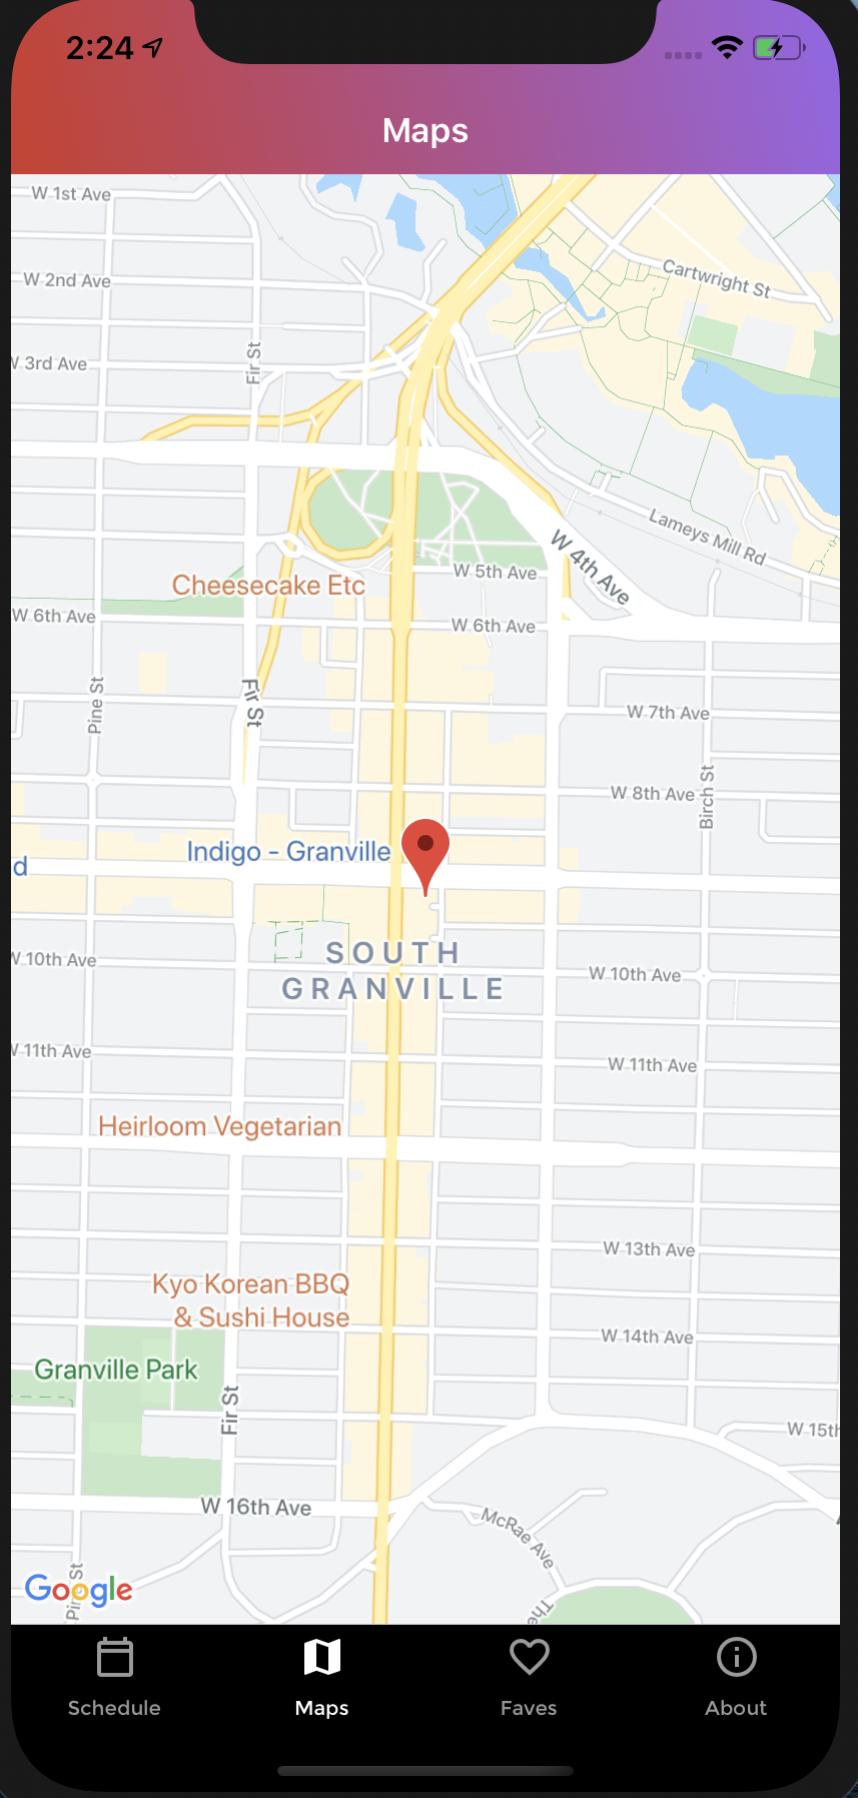 2:24
Maps
W 1st Ave
W 2nd Ave
Cartwright St
Fir St
W 3rd Ave
Lameys Mill Rd
W 4th Ave
W 5th Ave
Cheesecake Etc
W 6th Ave
W 6th Ave
Pine St
Fir St
W 7th Ave
W 8th Ave
Birch St
Indigo - Granville
d
SOUTH
GRANVILLE
W 10th Ave
W 10th Ave
W 11th Ave
W 11th Ave
Heirloom Vegetarian
W 13th Ave
Kyo Korean BBQ
& Sushi House
W 14th Ave
Granville Park
Fir St
W 15th
W 16th Ave
McRae Ave
The
Pine St
Google
Schedule
Maps
Faves
About